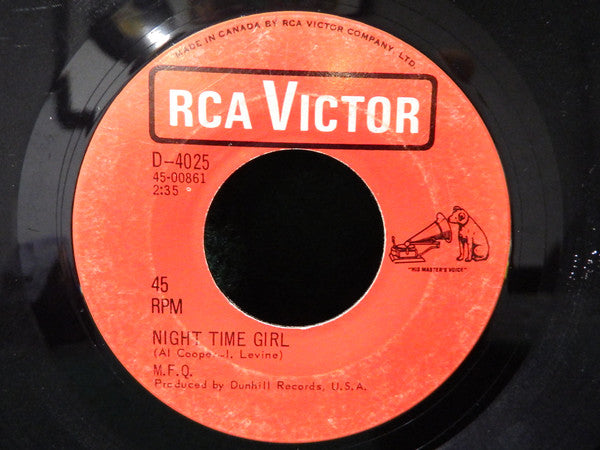 MADE IN CANADA BY RCA VICTOR COMPANY, LTD.
RCA VICTOR
D-4025
45-00861
2:35
"HIS MASTER'S VOICE"
45
RPM
NIGHT TIME GIRL
(Al Coope I. Levine)
M.F.Q.
Produced by Dunhill Records, U.S.A.